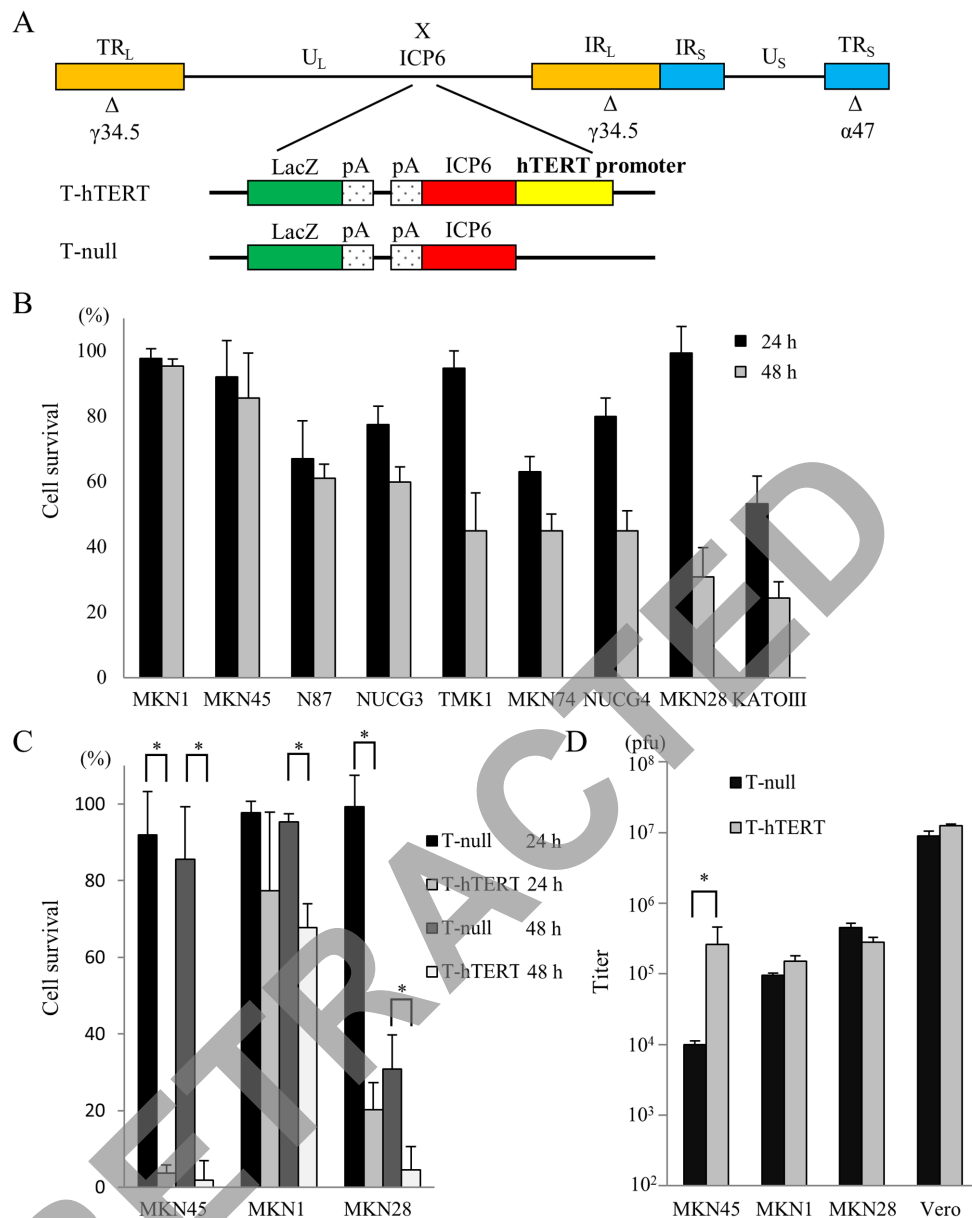 A
TRL UL X ICP6 IRL IRS US TRS
Δ Δ Δ
γ34.5 γ34.5 α47
LacZ pA pA ICP6 hTERT promoter
T-hTERT
LacZ pA pA ICP6
T-null
B
(%)
24 h
48 h
100
80
60
40
20
0
Cell survival
MKN1 MKN45 N87 NUCG3 TMK1 MKN74 NUCG4 MKN28 KATOIII
C
(%)
* * * * *
100
80
60
40
20
0
Cell survival
T-null 24 h
T-hTERT 24 h
T-null 48 h
T-hTERT 48 h
MKN45 MKN1 MKN28
D
(pfu)
10⁸
10⁷
10⁶
10⁵
10⁴
10³
10²
Titer
T-null
T-hTERT
*
MKN45 MKN1 MKN28 Vero
RETRACTED